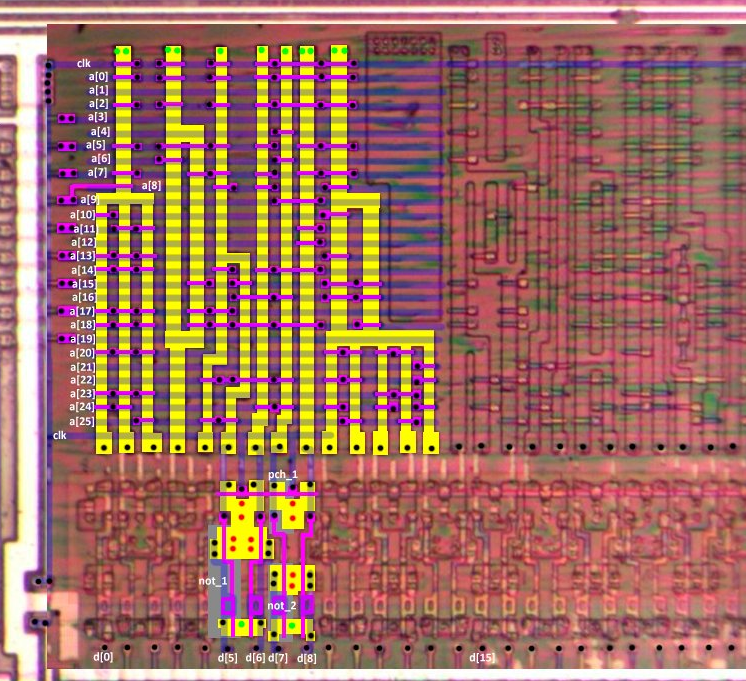 clk
a[0]
a[1]
a[2]
a[3]
a[4]
a[5]
a[6]
a[7]
a[8]
a[9]
a[10]
a[11]
a[12]
a[13]
a[14]
a[15]
a[16]
a[17]
a[18]
a[19]
a[20]
a[21]
a[22]
a[23]
a[24]
a[25]
clk
pch_1
not_1
not_2
d[0] d[5] d[6] d[7] d[8] d[15]